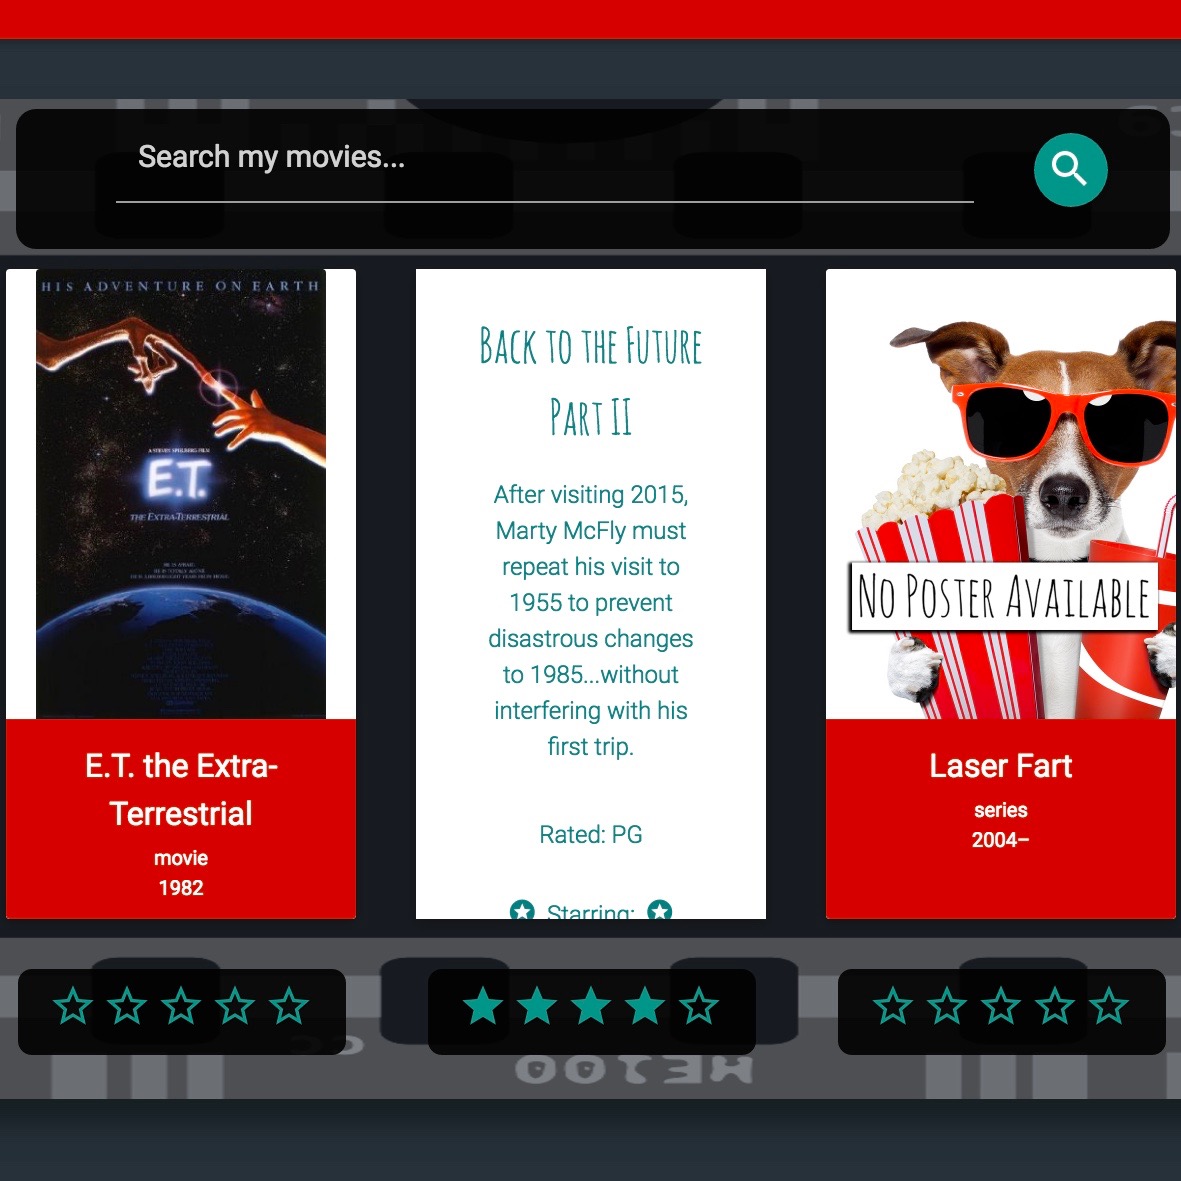 Search my movies...
HIS ADVENTURE ON EARTH
A STEVEN SPIELBERG FILM
E.T.
THE EXTRA-TERRESTRIAL
E.T. the Extra-
Terrestrial
movie
1982
Back to the Future
Part II
After visiting 2015,
Marty McFly must
repeat his visit to
1955 to prevent
disastrous changes
to 1985...without
interfering with his
first trip.
Rated: PG
Starring:
No Poster Available
Laser Fart
series
2004–